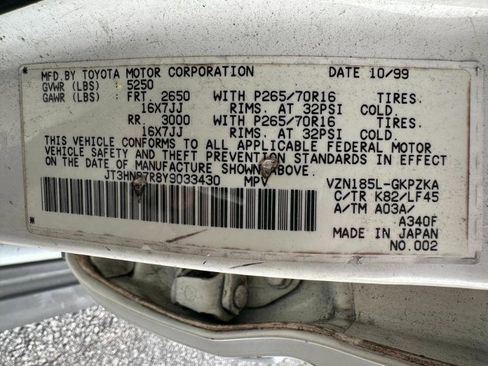 MFD.BY TOYOTA MOTOR CORPORATION DATE 10/99
GVWR (LBS) 5250
GAWR (LBS) FRT 2650 WITH P265/70R16 TIRES.
16X7JJ RIMS. AT 32PSI COLD.
RR 3000 WITH P265/70R16 TIRES.
16X7JJ RIMS. AT 32PSI COLD.
THIS VEHICLE CONFORMS TO ALL APPLICABLE FEDERAL MOTOR
VEHICLE SAFETY AND THEFT PREVENTION STANDARDS IN EFFECT
ON THE DATE OF MANUFACTURE SHOWN ABOVE.
MPV VZN185L-GKPZKA
C/TR K82/LF45
A/TM A03A/
A340F
MADE IN JAPAN
NO.002